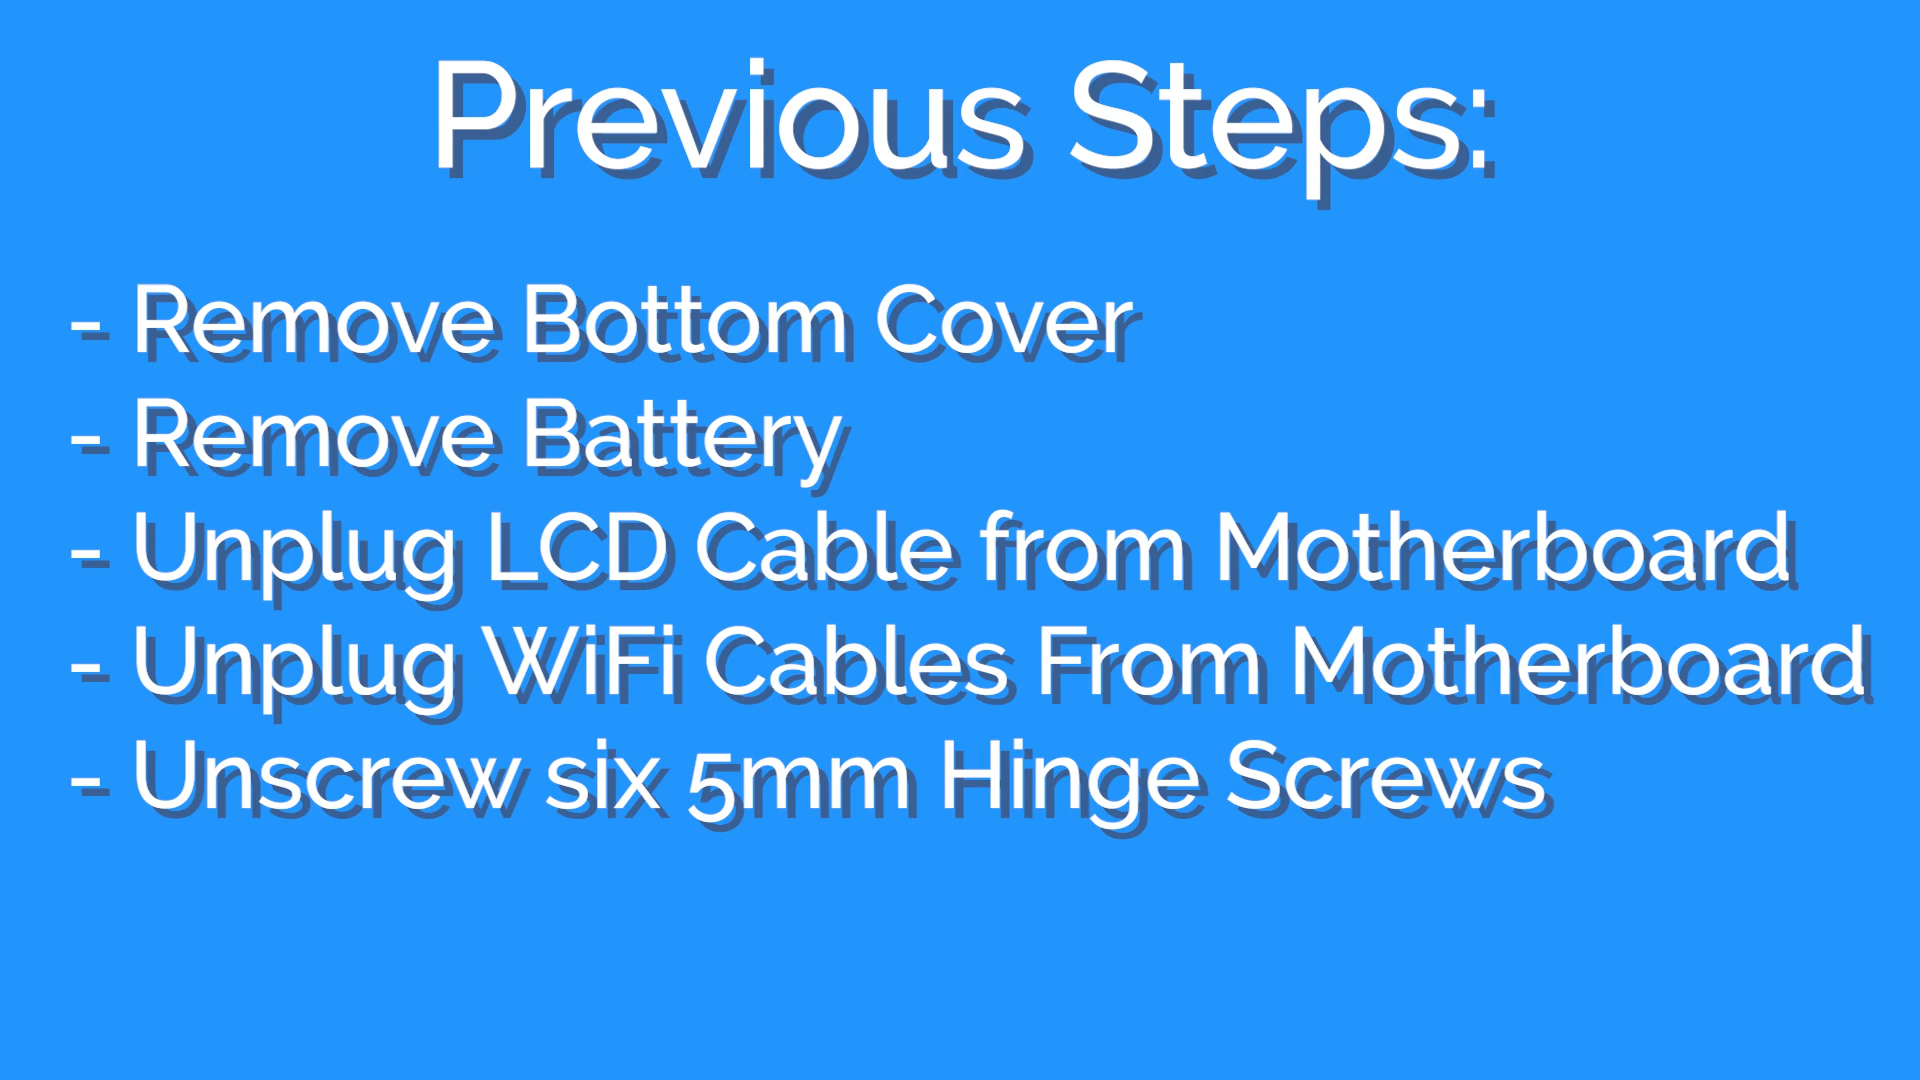 Previous Steps:
- Remove Bottom Cover
- Remove Battery
- Unplug LCD Cable from Motherboard
- Unplug WiFi Cables From Motherboard
- Unscrew six 5mm Hinge Screws